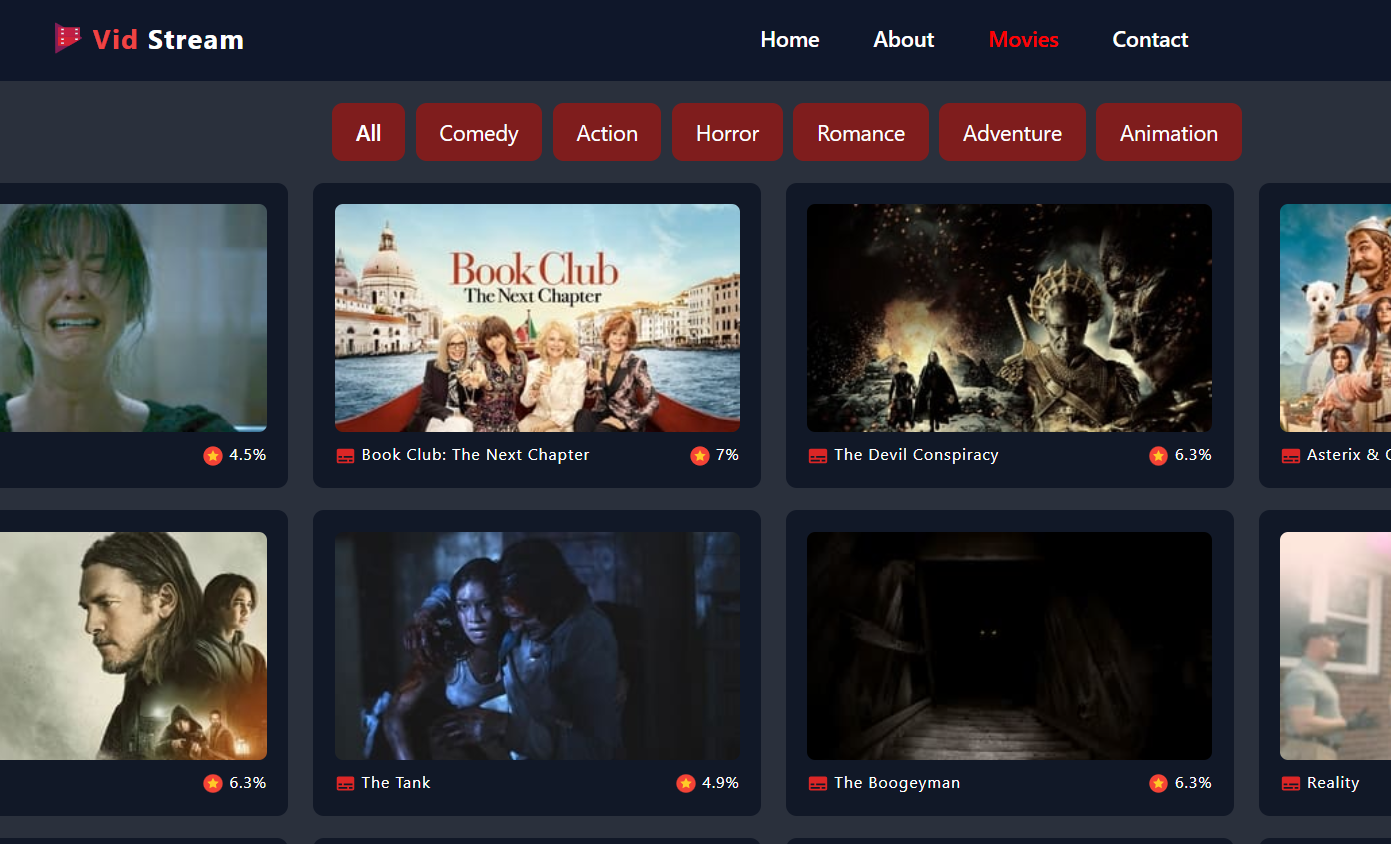 Vid Stream
Home About Movies Contact
All Comedy Action Horror Romance Adventure Animation
Book Club
The Next Chapter
4.5%
Book Club: The Next Chapter 7%
The Devil Conspiracy 6.3%
Asterix &
6.3%
The Tank 4.9%
The Boogeyman 6.3%
Reality